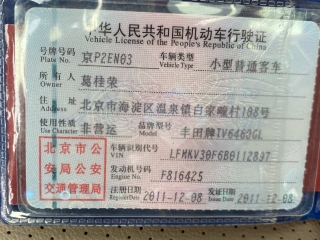 中华人民共和国机动车行驶证
Vehicle License of the People's Republic of China
号牌号码 京P2EN03 车辆类型 小型普通客车
Plate No. Vehicle Type
所有人 葛桂荣
Owner
住址 北京市海淀区温泉镇白家疃村108号
Address
使用性质 非营运 品牌型号 丰田牌TV6463GL
Use Character Model
北京市公安局公安交通管理局
车辆识别代号 LFMKV30F6B0112897
VIN
发动机号码 F816425
Engine No.
注册日期 2011-12-08 发证日期 2011-12-08
Register Date Issue Date